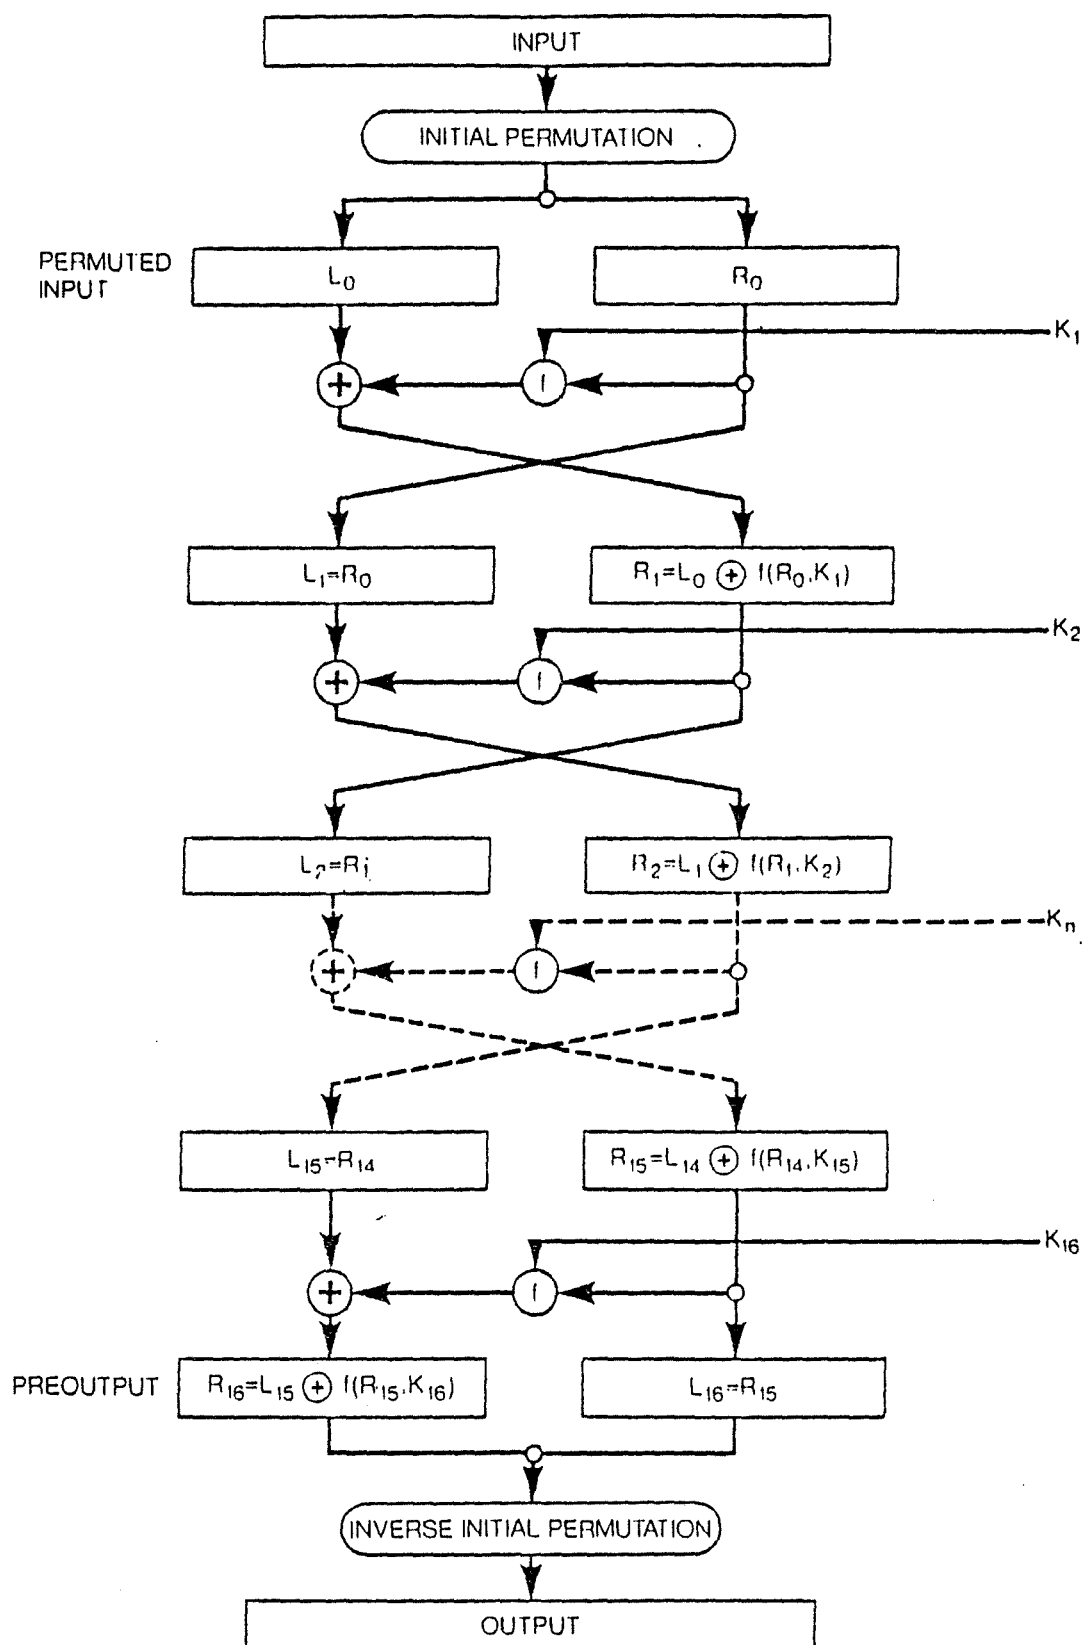 INPUT
INITIAL PERMUTATION
PERMUTED
INPUT
L₀
R₀
K₁
+
f
L₁=R₀
R₁=L₀ ⊕ f(R₀,K₁)
K₂
+
f
L₂=R₁
R₂=L₁ ⊕ f(R₁,K₂)
Kₙ
+
f
L₁₅=R₁₄
R₁₅=L₁₄ ⊕ f(R₁₄,K₁₅)
K₁₆
+
f
PREOUTPUT
R₁₆=L₁₅ ⊕ f(R₁₅,K₁₆)
L₁₆=R₁₅
INVERSE INITIAL PERMUTATION
OUTPUT